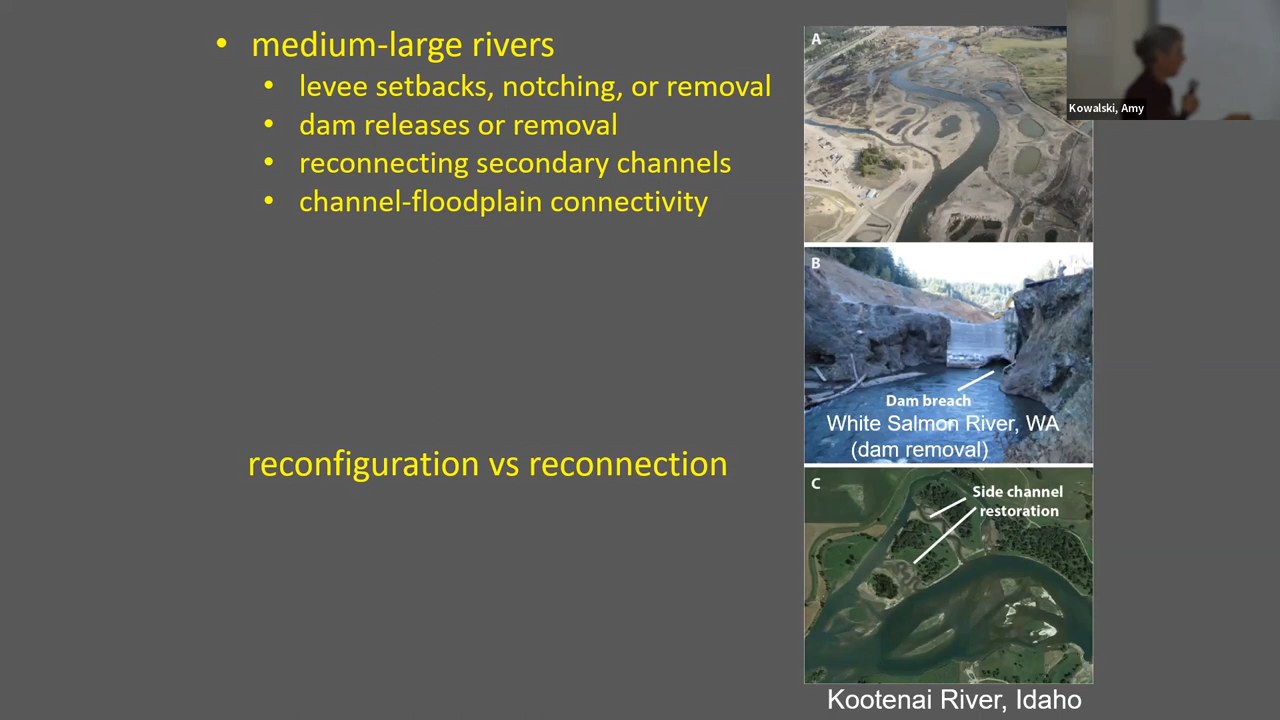 • medium-large rivers
• levee setbacks, notching, or removal
• dam releases or removal
• reconnecting secondary channels
• channel-floodplain connectivity
reconfiguration vs reconnection
A
Kowalski, Amy
B
Dam breach
White Salmon River, WA
(dam removal)
C
Side channel
restoration
Kootenai River, Idaho